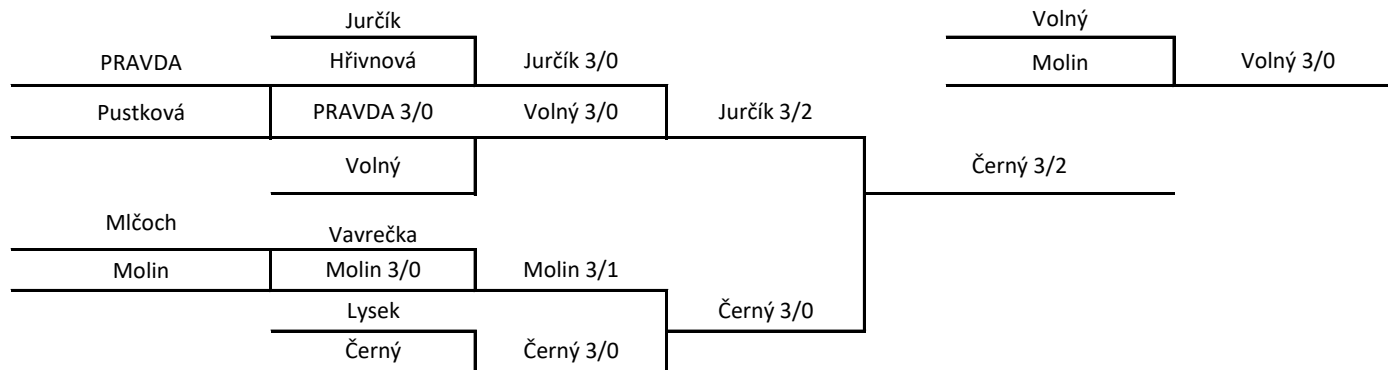 Jurčík
Volný
PRAVDA
Hřivnová
Jurčík 3/0
Molin
Volný 3/0
Pustková
PRAVDA 3/0
Volný 3/0
Jurčík 3/2
Volný
Černý 3/2
Mlčoch
Vavrečka
Molin
Molin 3/0
Molin 3/1
Lysek
Černý 3/0
Černý
Černý 3/0